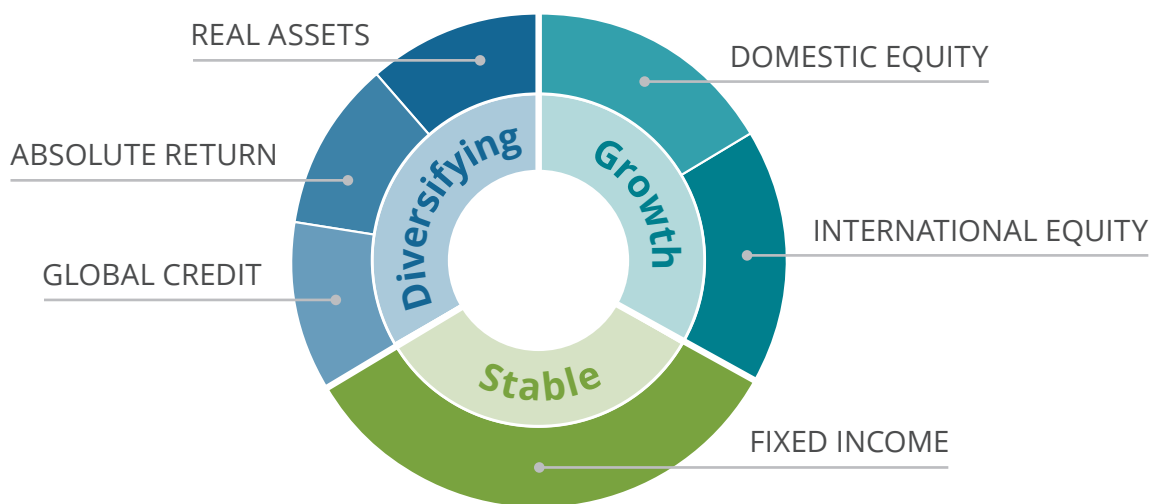 REAL ASSETS
DOMESTIC EQUITY
ABSOLUTE RETURN
Diversifying
Growth
INTERNATIONAL EQUITY
GLOBAL CREDIT
Stable
FIXED INCOME